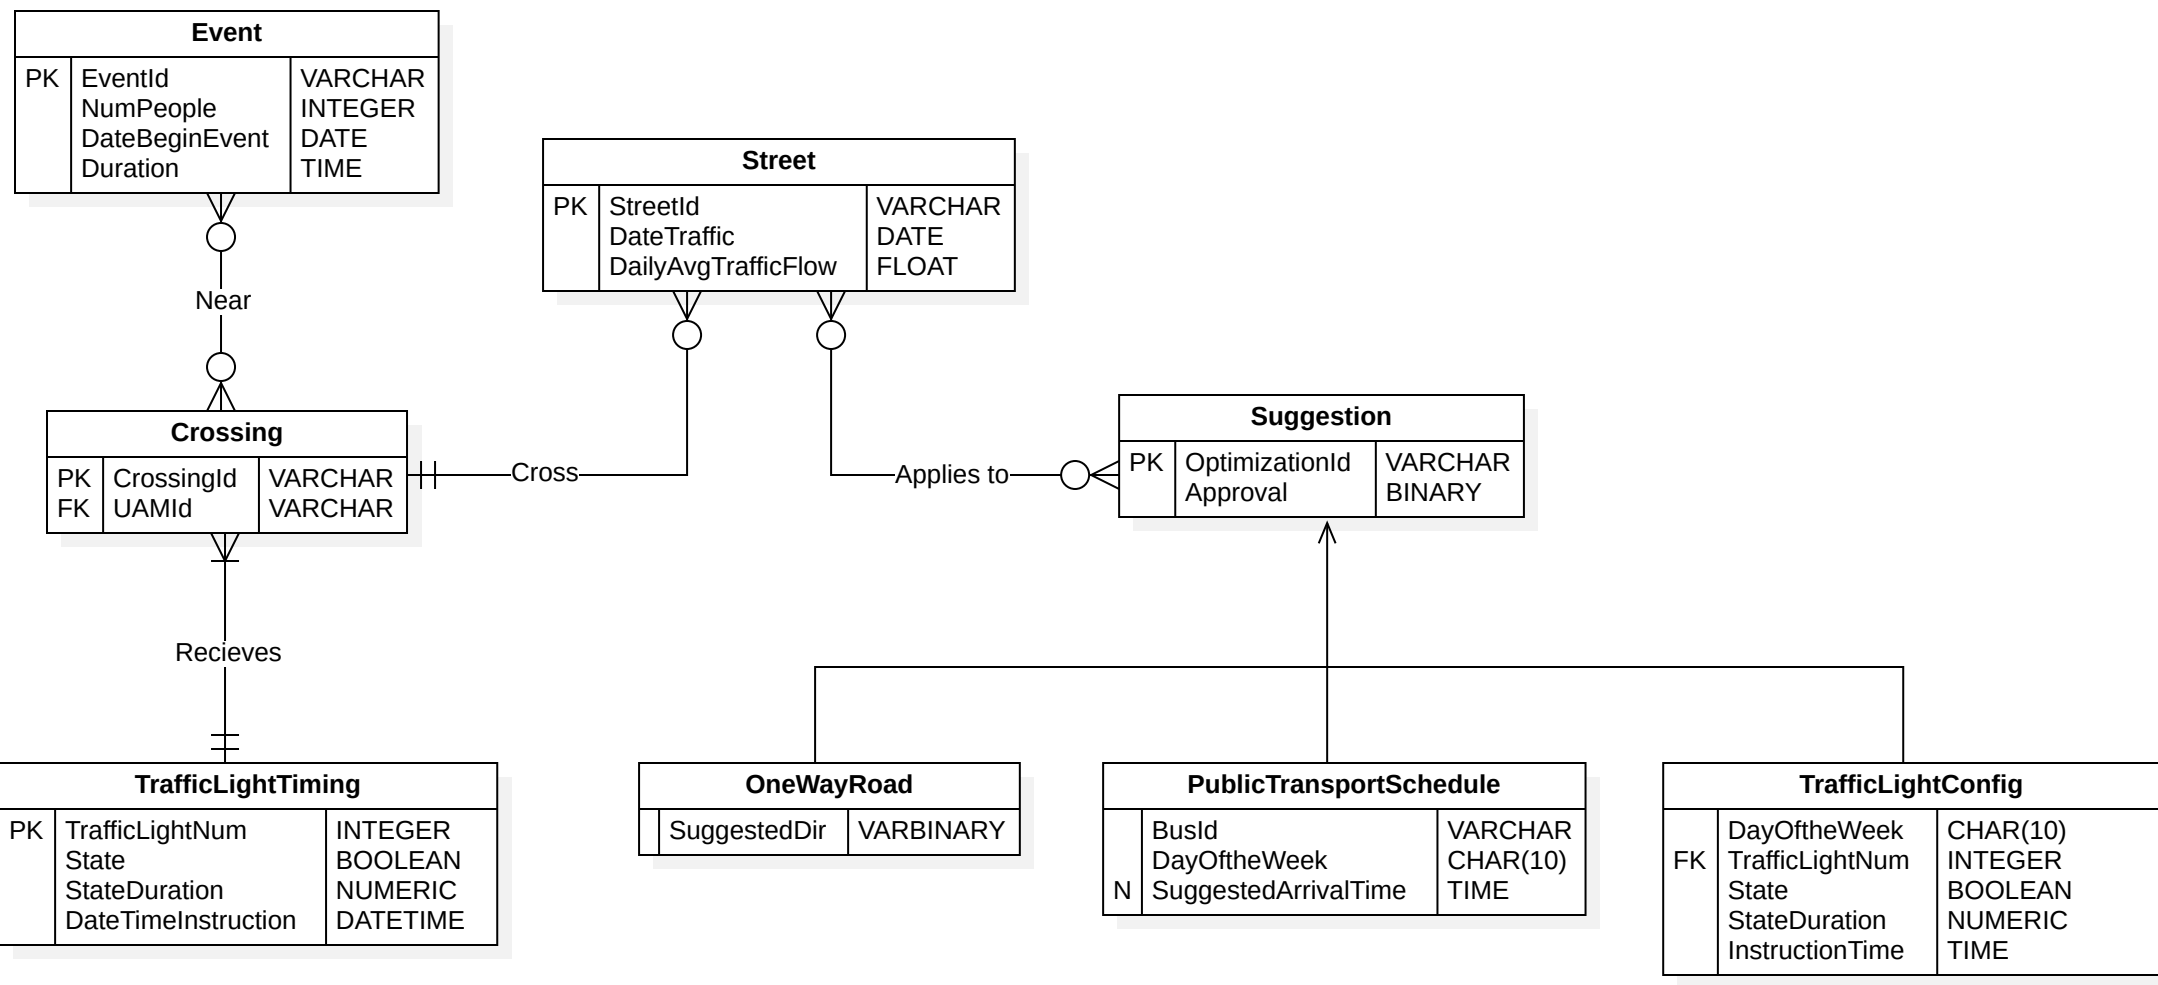 Event
PK EventId VARCHAR
NumPeople INTEGER
DateBeginEvent DATE
Duration TIME
Street
PK StreetId VARCHAR
DateTraffic DATE
DailyAvgTrafficFlow FLOAT
Near
Crossing
PK CrossingId VARCHAR
FK UAMId VARCHAR
Cross
Applies to
Suggestion
PK OptimizationId VARCHAR
Approval BINARY
Recieves
TrafficLightTiming
PK TrafficLightNum INTEGER
State BOOLEAN
StateDuration NUMERIC
DateTimeInstruction DATETIME
OneWayRoad
SuggestedDir VARBINARY
PublicTransportSchedule
BusId VARCHAR
DayOftheWeek CHAR(10)
N SuggestedArrivalTime TIME
TrafficLightConfig
DayOftheWeek CHAR(10)
FK TrafficLightNum INTEGER
State BOOLEAN
StateDuration NUMERIC
InstructionTime TIME